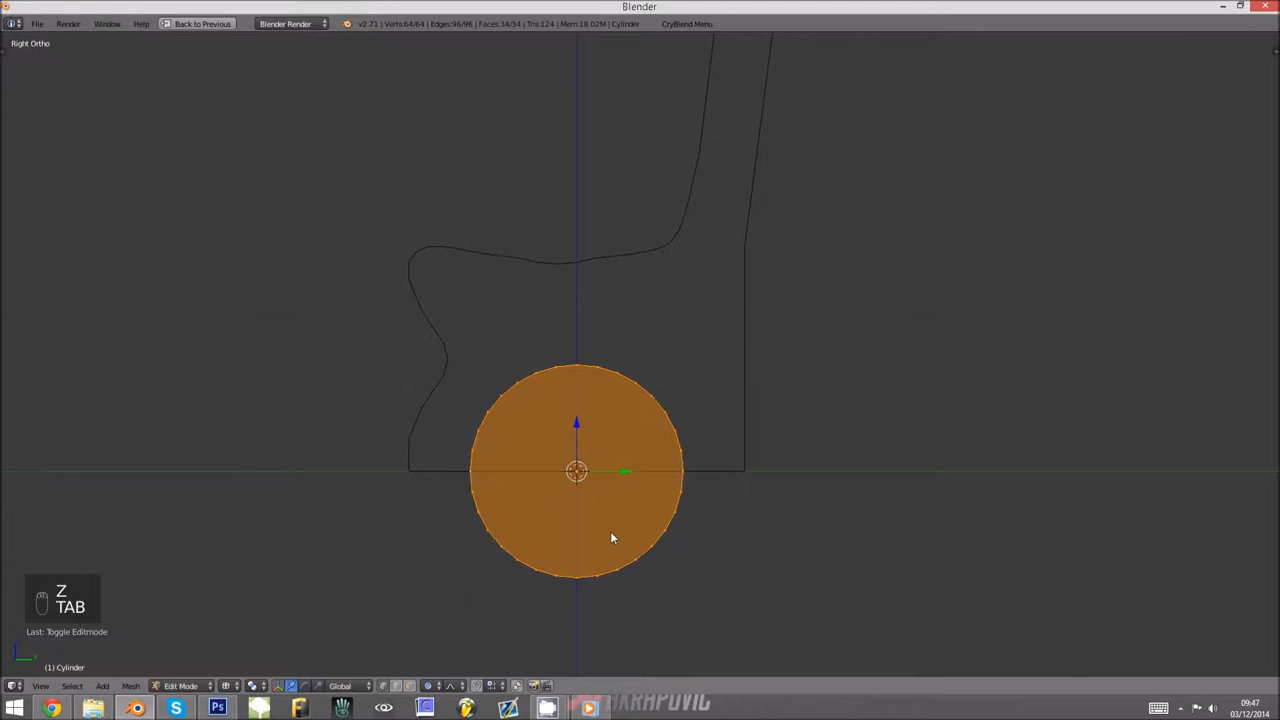 Blender
File Render Window Help Back to Previous Blender Render v2.71 | Verts:64/64 | Edges:96/96 | Faces:34/34 | Tris:124 | Mem:18.02M | Cylinder CryBlend Menu
Right Ortho
Z
TAB
Last: Toggle Editmode
(1) Cylinder
View Select Add Mesh Edit Mode Global
AKRAPOVIC
09:47
03/12/2014